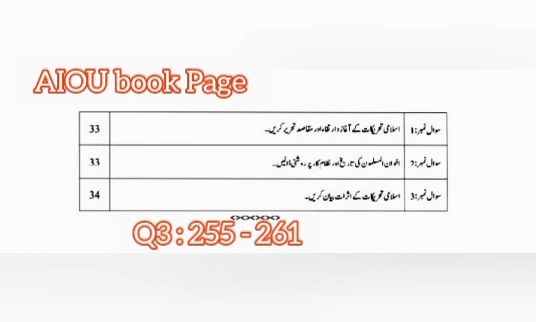 AIOU book Page
سوال نمبر:1 اسلامی تحریکات کے آغاز و ارتقاء اور مقاصد تحریر کریں۔ 33
سوال نمبر:2 اخوان المسلمون کی تاریخ اور نظام کار پر روشنی ڈالیں۔ 33
سوال نمبر:3 اسلامی تحریکات کے اثرات بیان کریں۔ 34
Q3 : 255 - 261